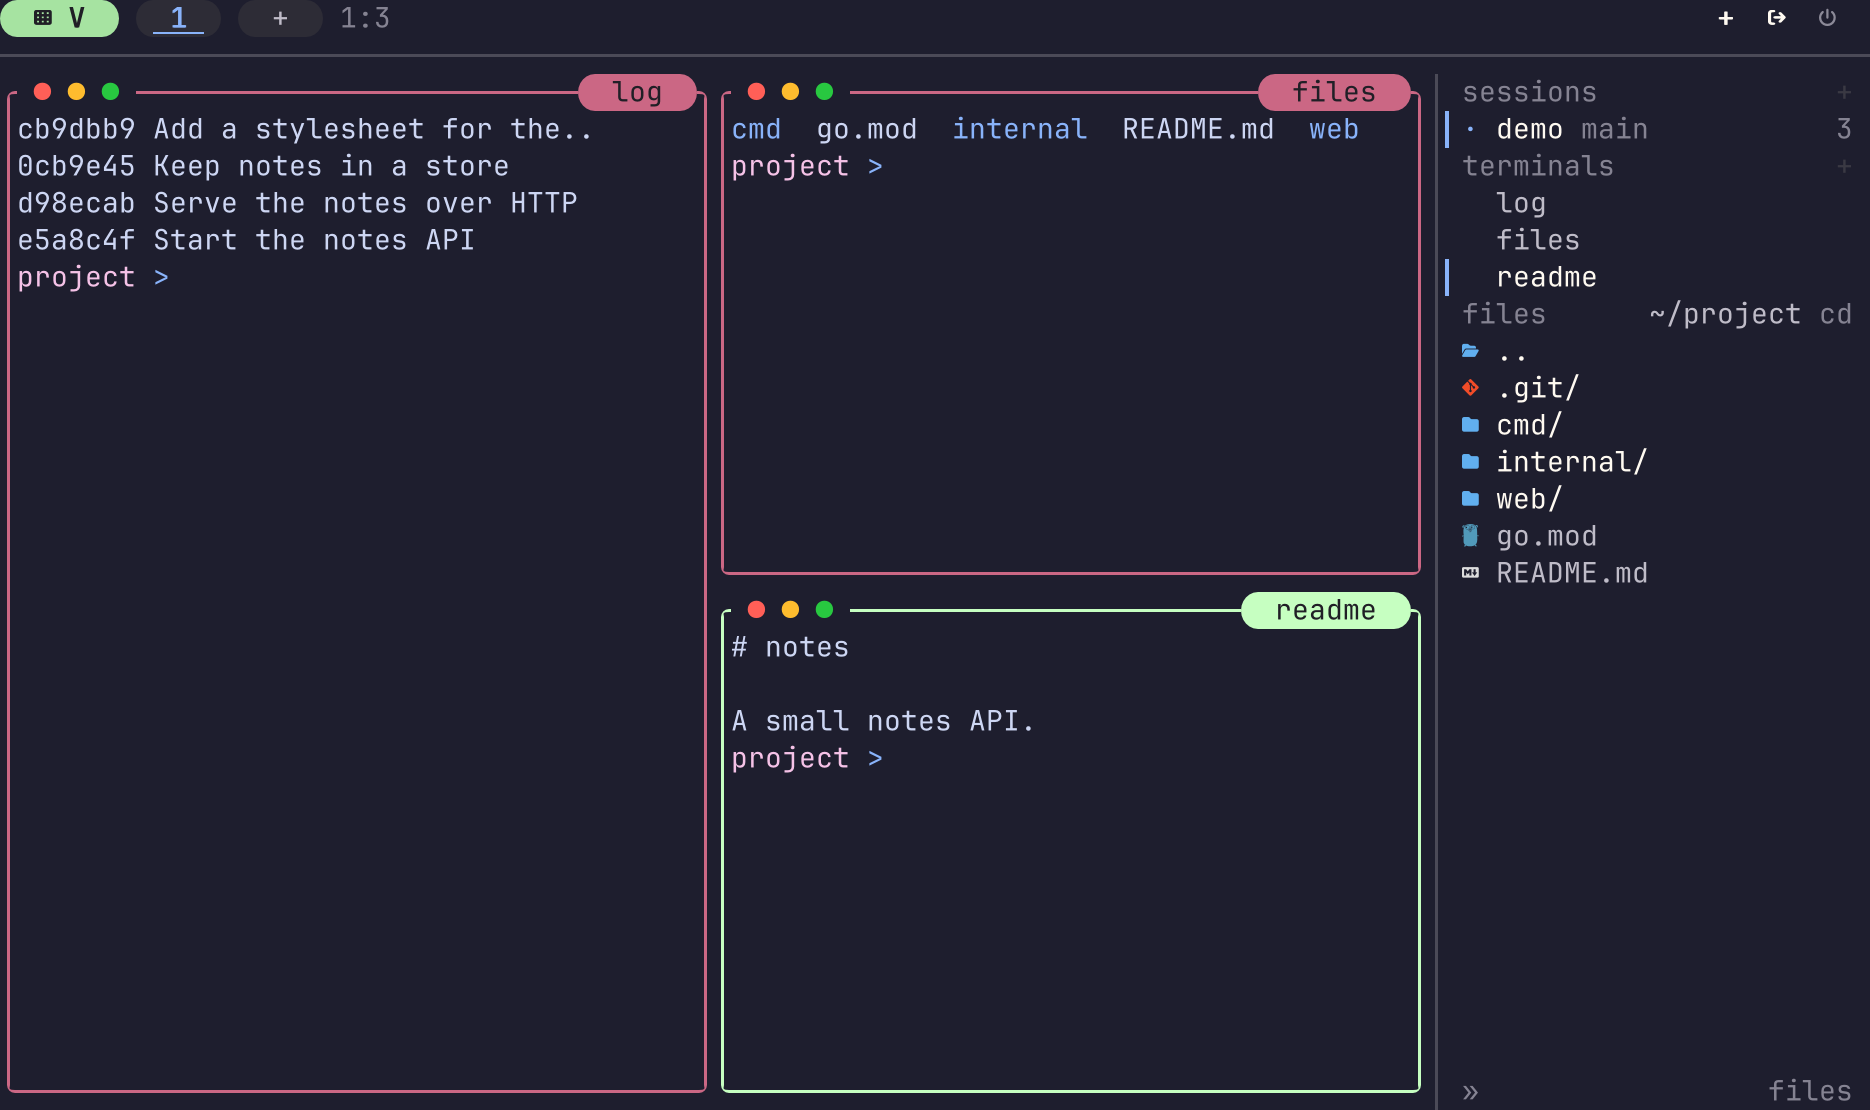 V 1 + 1:3 +
log
cb9dbb9 Add a stylesheet for the..
0cb9e45 Keep notes in a store
d98ecab Serve the notes over HTTP
e5a8c4f Start the notes API
project >
files
cmd go.mod internal README.md web
project >
readme
# notes
A small notes API.
project >
sessions +
· demo main 3
terminals +
log
files
readme
files ~/project cd
..
.git/
cmd/
internal/
web/
go.mod
README.md
» files